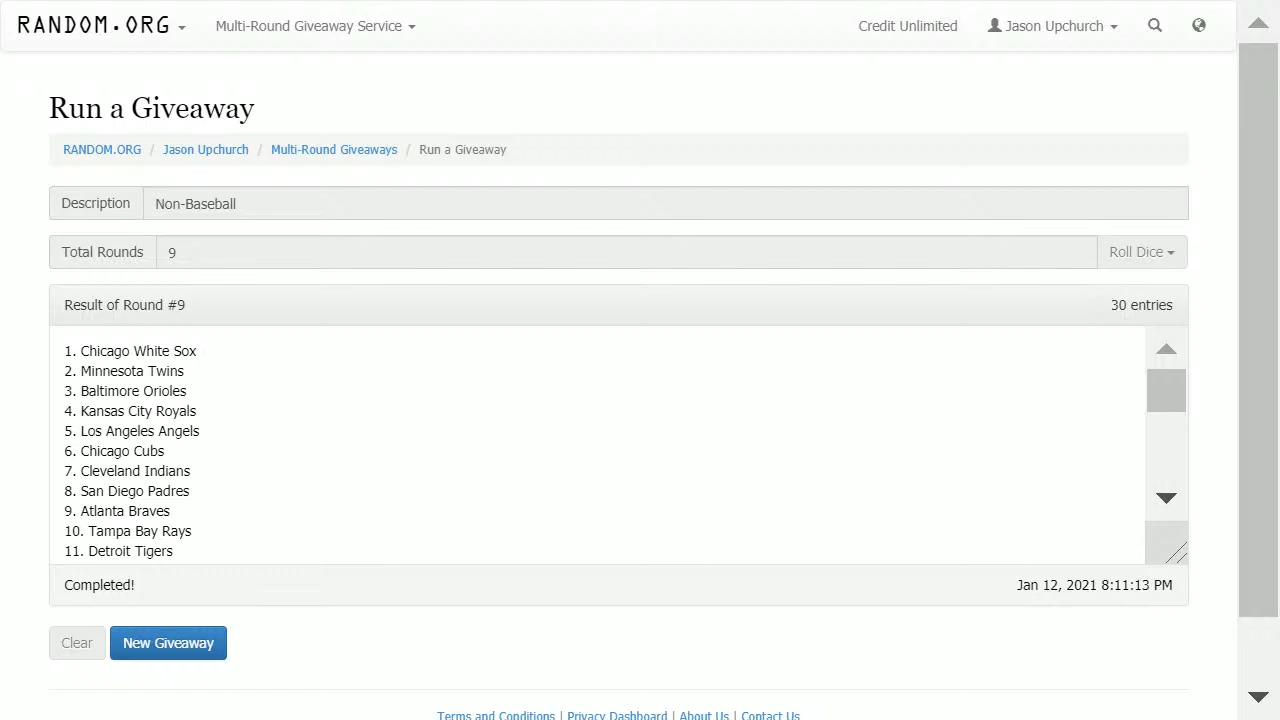 RANDOM.ORG Multi-Round Giveaway Service Credit Unlimited Jason Upchurch
Run a Giveaway
RANDOM.ORG / Jason Upchurch / Multi-Round Giveaways / Run a Giveaway
Description Non-Baseball
Total Rounds 9 Roll Dice
Result of Round #9 30 entries
1. Chicago White Sox
2. Minnesota Twins
3. Baltimore Orioles
4. Kansas City Royals
5. Los Angeles Angels
6. Chicago Cubs
7. Cleveland Indians
8. San Diego Padres
9. Atlanta Braves
10. Tampa Bay Rays
11. Detroit Tigers
Completed! Jan 12, 2021 8:11:13 PM
Clear New Giveaway
Terms and Conditions | Privacy Dashboard | About Us | Contact Us